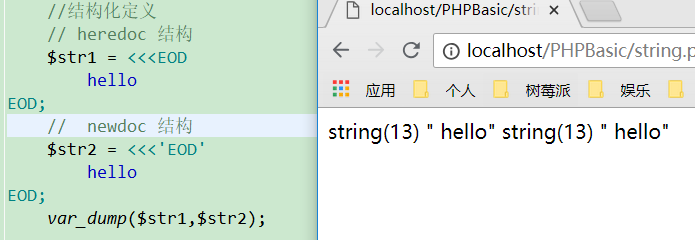 //结构化定义
// heredoc 结构
$str1 = <<<EOD
hello
EOD;
// newdoc 结构
$str2 = <<<'EOD'
hello
EOD;
var_dump($str1,$str2);
localhost/PHPBasic/strin
localhost/PHPBasic/string.p
应用 个人 树莓派 娱乐
string(13) " hello" string(13) " hello"